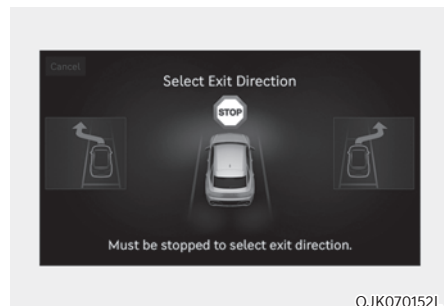 Cancel
Select Exit Direction
STOP
Must be stopped to select exit direction.
OJK070152L